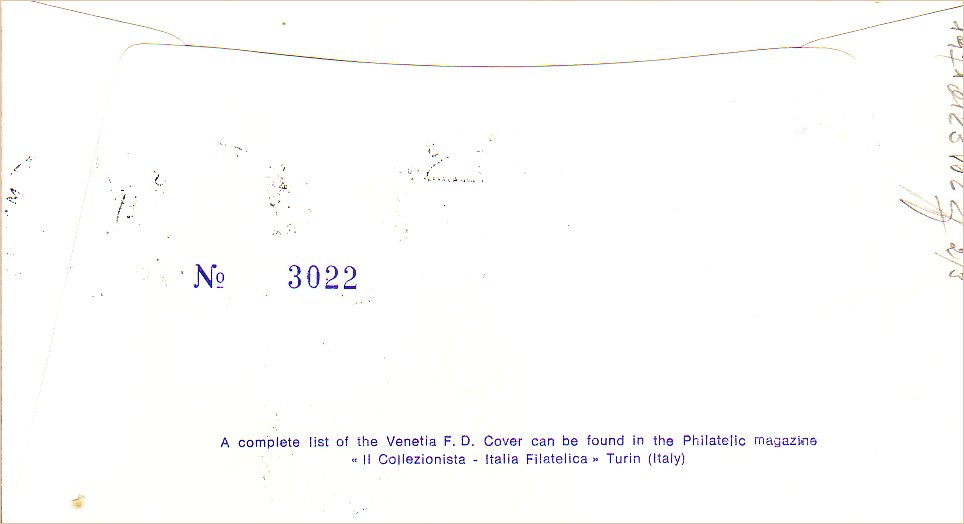 No 3022
A complete list of the Venetia F. D. Cover can be found in the Philatelic magazine
« Il Collezionista - Italia Filatelica » Turin (Italy)